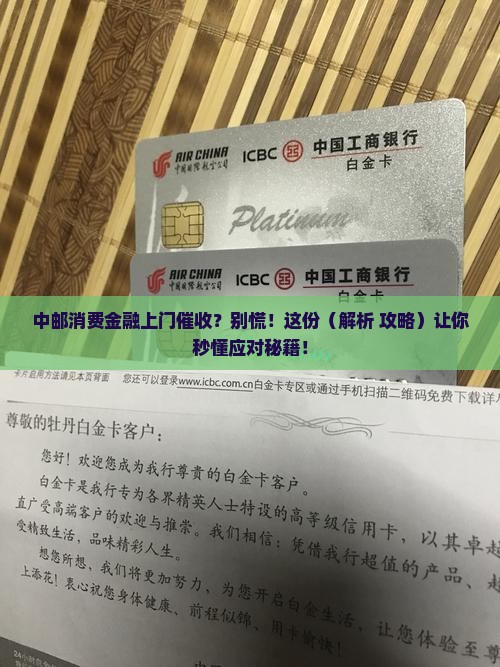 AIR CHINA
中国国际航空公司
ICBC 中国工商银行
白金卡
Platinum
AIR CHINA
中国国际航空公司
ICBC 中国工商银行
白金卡
中邮消费金融上门催收？别慌！这份（解析 攻略）让你
秒懂应对秘籍！
卡片启用方法请见本页背面 您还可以登录www.icbc.com.cn白金卡专区或通过手机扫描二维码免费下载详
尊敬的牡丹白金卡客户：
您好！欢迎您成为我行尊贵的白金卡客户。
白金卡是我行专为各界精英人士特设的高等级信用卡，以其卓越
直广受高端客户的欢迎与推崇。我们相信：凭借我行超值的产品、超
受精致生活，品味精彩人生。
想您所想，我们将更加努力，为您开启白金生活，让您体验至尊
上添花！衷心祝您身体健康、前程似锦、用卡愉快！